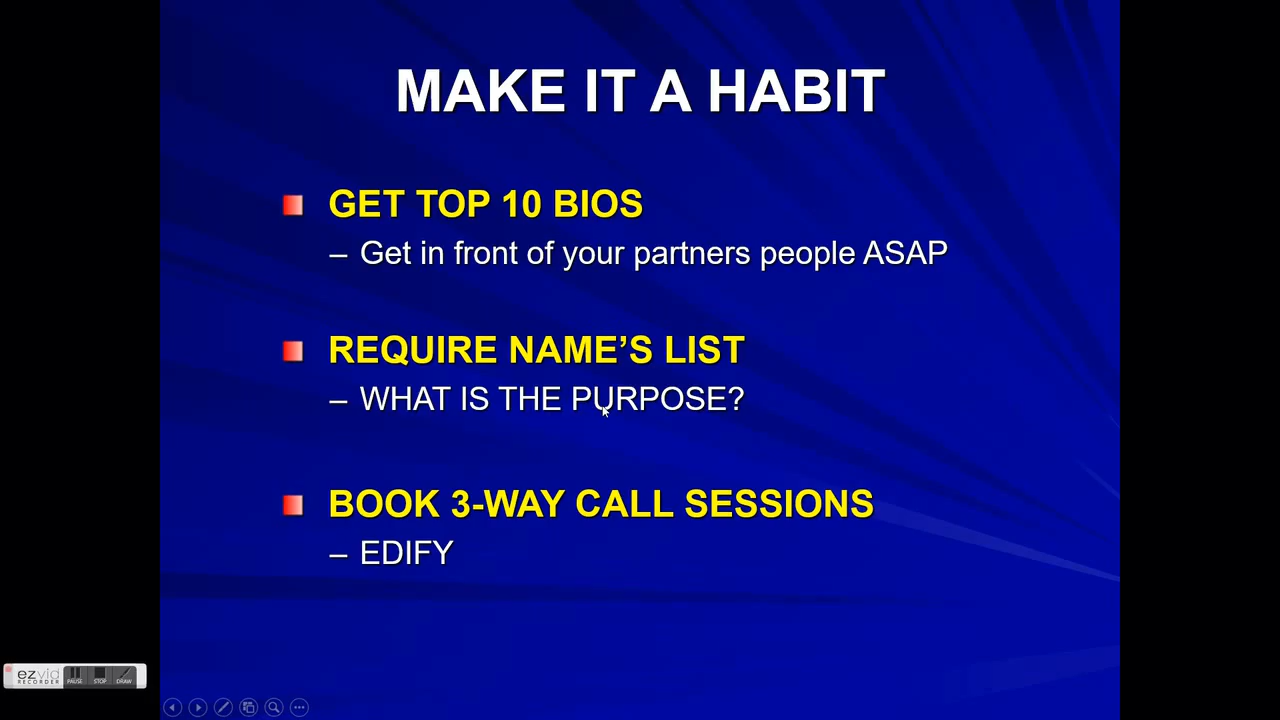 MAKE IT A HABIT
GET TOP 10 BIOS
– Get in front of your partners people ASAP
REQUIRE NAME’S LIST
– WHAT IS THE PURPOSE?
BOOK 3-WAY CALL SESSIONS
– EDIFY
ezvid
RECORDER
PAUSE STOP DRAW